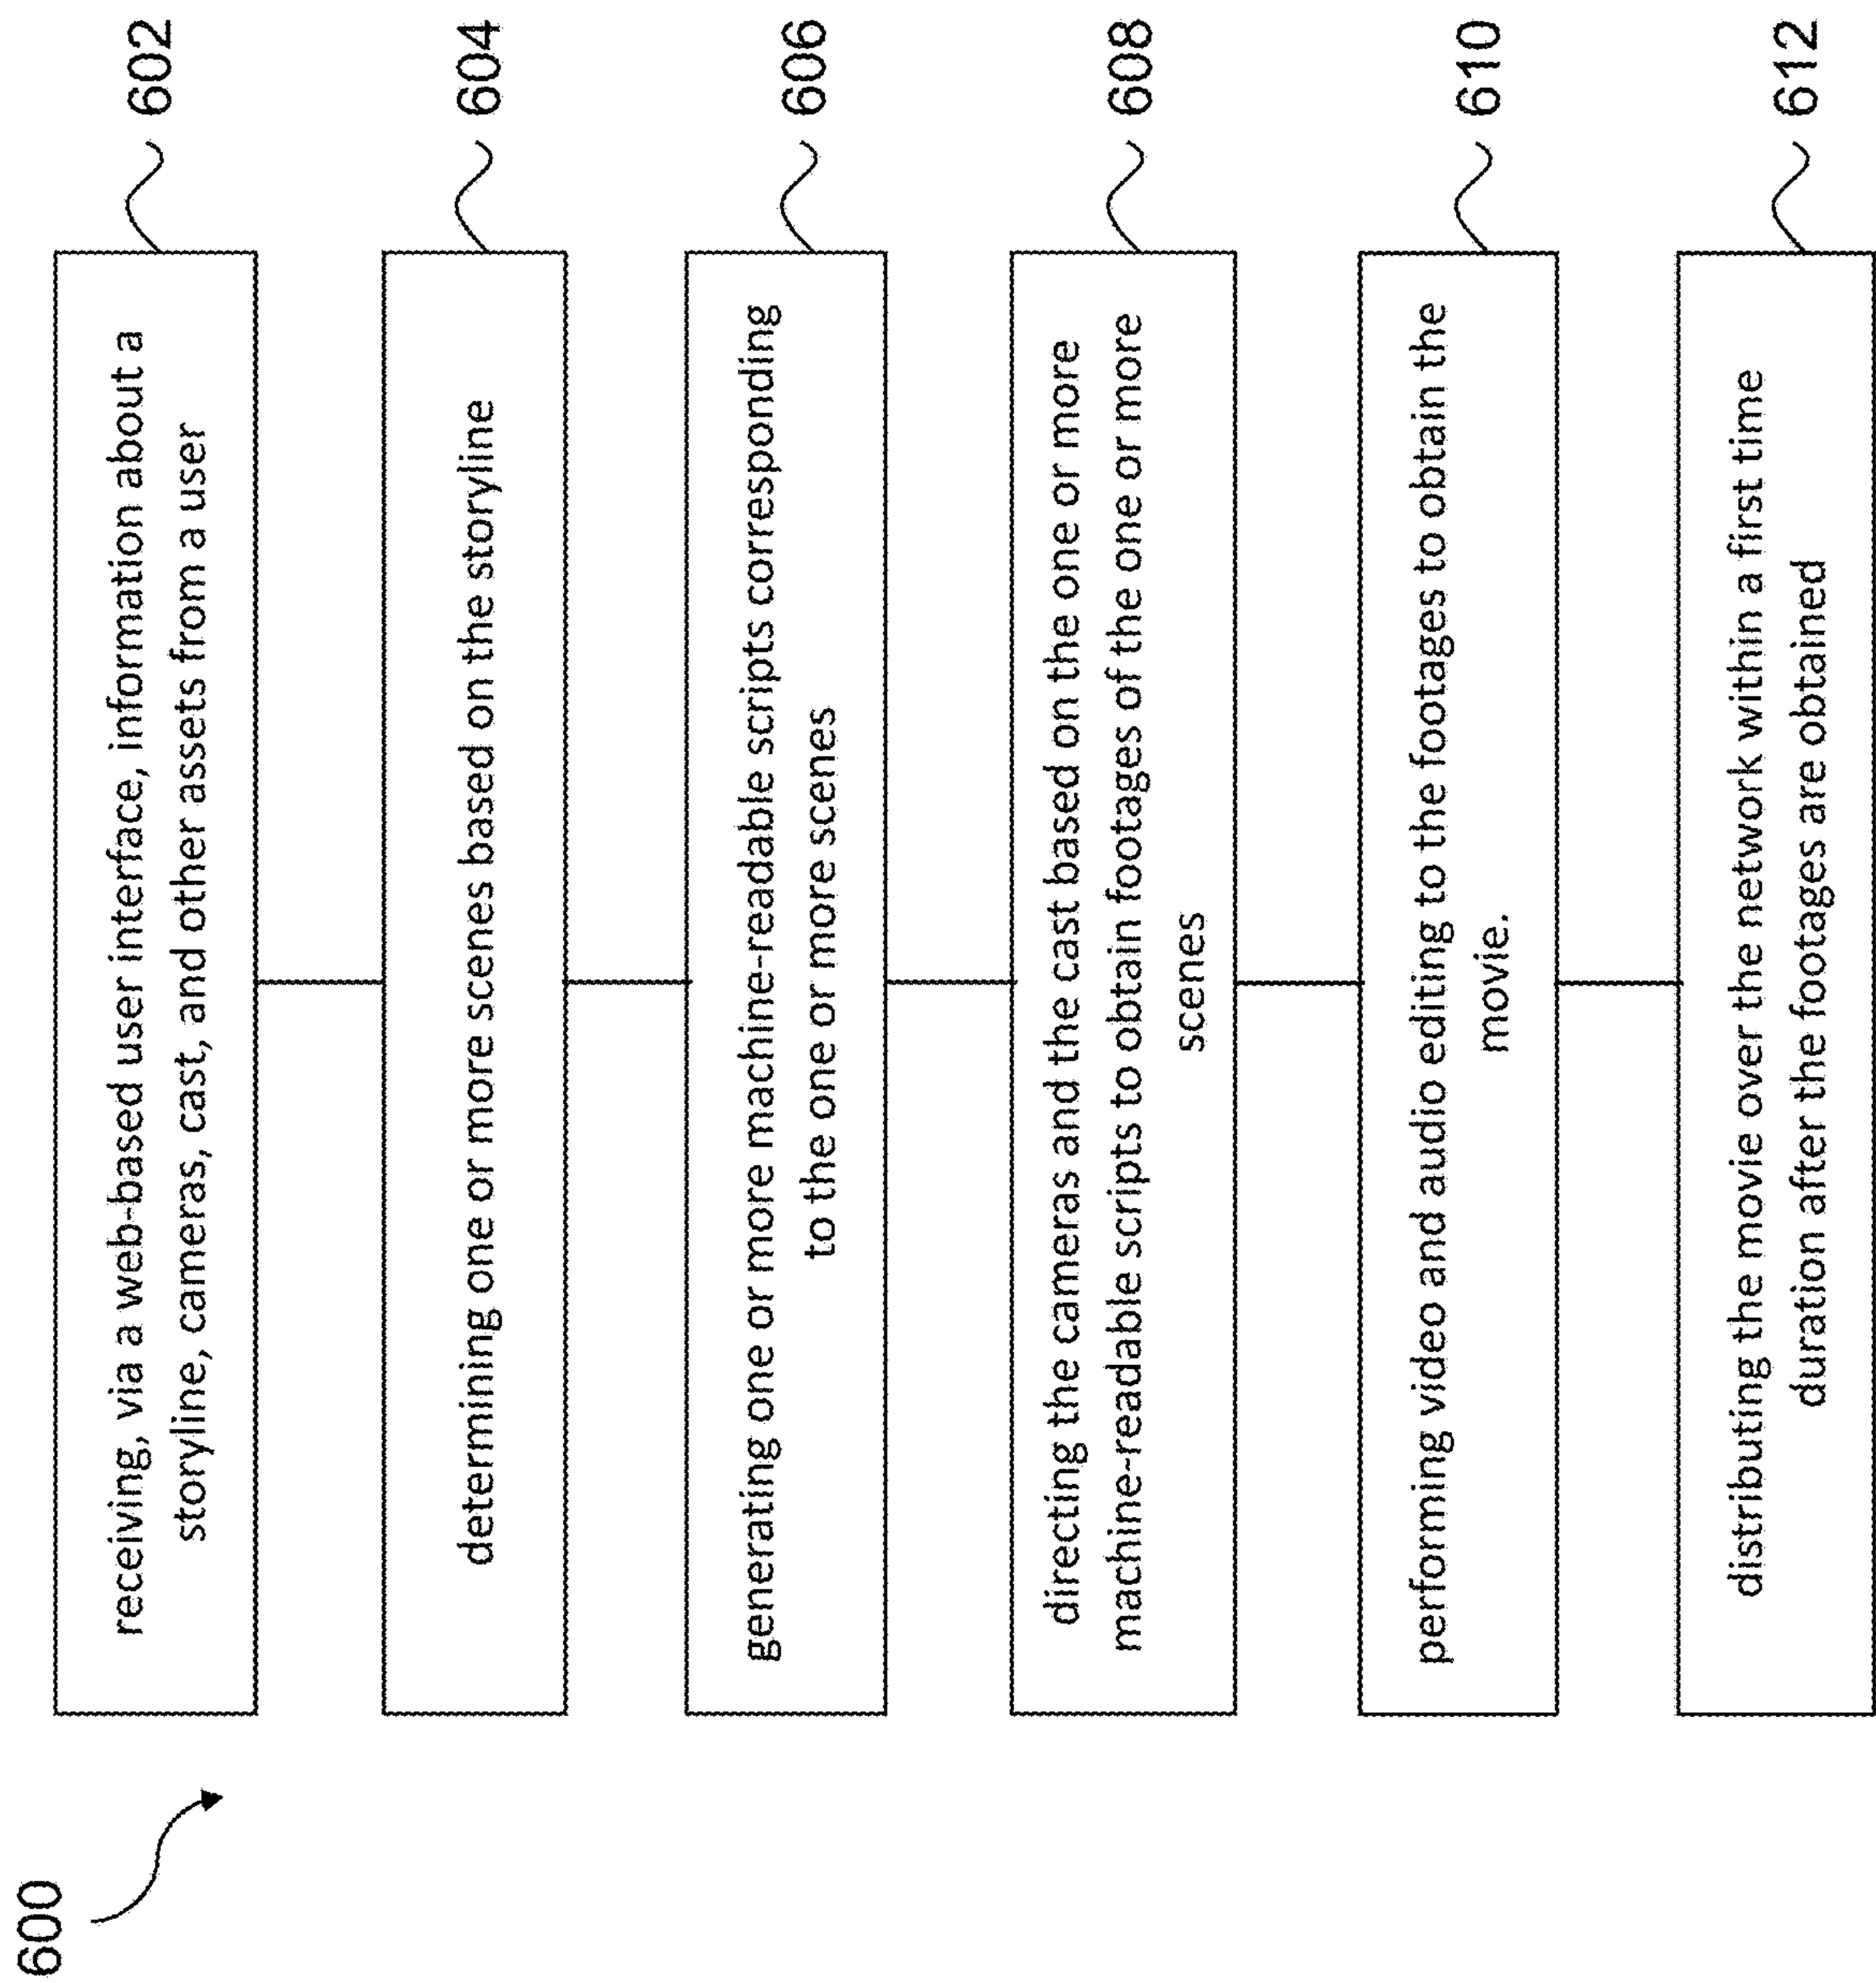 600
receiving, via a web-based user interface, information about a
storyline, cameras, cast, and other assets from a user
602
determining one or more scenes based on the storyline
604
generating one or more machine-readable scripts corresponding
to the one or more scenes
606
directing the cameras and the cast based on the one or more
machine-readable scripts to obtain footages of the one or more
scenes
608
performing video and audio editing to the footages to obtain the
movie.
610
distributing the movie over the network within a first time
duration after the footages are obtained
612